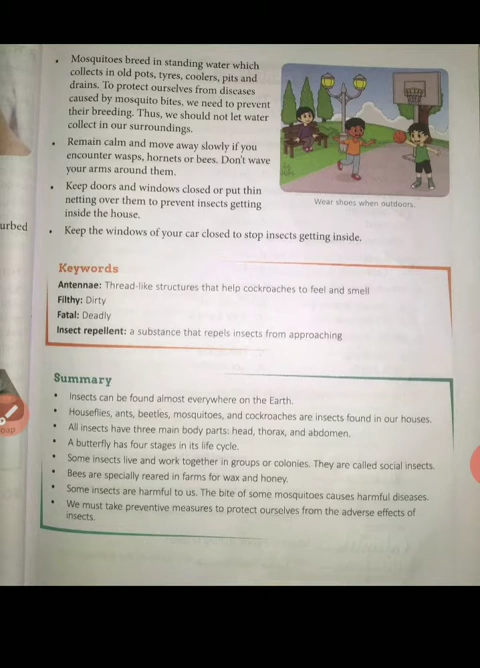 • Mosquitoes breed in standing water which
collects in old pots, tyres, coolers, pits and
drains. To protect ourselves from diseases
caused by mosquito bites, we need to prevent
their breeding. Thus, we should not let water
collect in our surroundings.
• Remain calm and move away slowly if you
encounter wasps, hornets or bees. Don't wave
your arms around them.
• Keep doors and windows closed or put thin
netting over them to prevent insects getting
inside the house.
Wear shoes when outdoors.
urbed
• Keep the windows of your car closed to stop insects getting inside.
Keywords
Antennae: Thread-like structures that help cockroaches to feel and smell
Filthy: Dirty
Fatal: Deadly
Insect repellent: a substance that repels insects from approaching
Summary
• Insects can be found almost everywhere on the Earth.
• Houseflies, ants, beetles, mosquitoes, and cockroaches are insects found in our houses.
• All insects have three main body parts: head, thorax, and abdomen.
• A butterfly has four stages in its life cycle.
• Some insects live and work together in groups or colonies. They are called social insects.
• Bees are specially reared in farms for wax and honey.
• Some insects are harmful to us. The bite of some mosquitoes causes harmful diseases.
• We must take preventive measures to protect ourselves from the adverse effects of
insects.